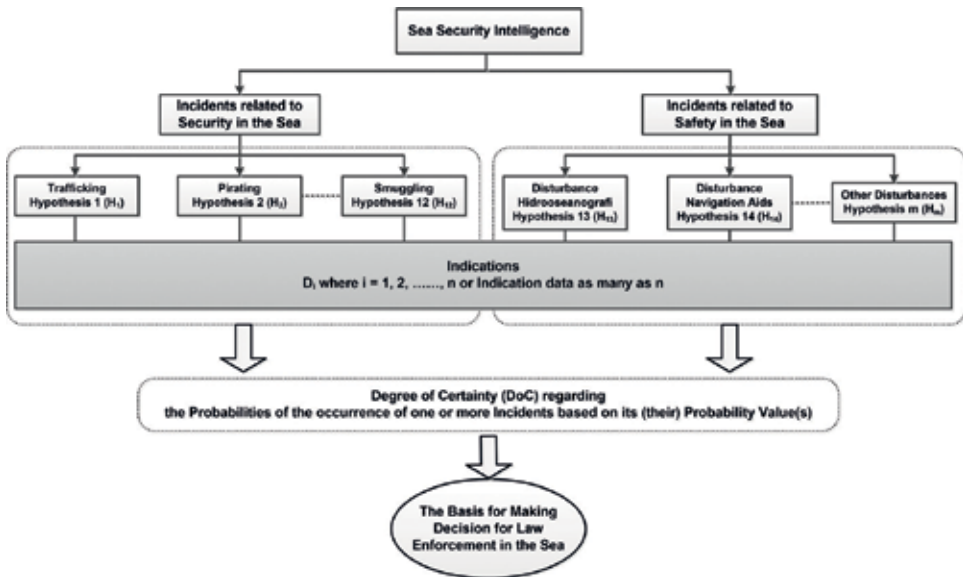 Sea Security Intelligence
Incidents related to
Security in the Sea
Incidents related to
Safety in the Sea
Trafficking
Hypothesis 1 (H₁)
Pirating
Hypothesis 2 (H₂)
Smuggling
Hypothesis 12 (H₁₂)
Disturbance
Hidrooseanografi
Hypothesis 13 (H₁₃)
Disturbance
Navigation Aids
Hypothesis 14 (H₁₄)
Other Disturbances
Hypothesis m (Hₘ)
Indications
Dᵢ where i = 1, 2, ......., n or Indication data as many as n
Degree of Certainty (DoC) regarding
the Probabilities of the occurrence of one or more Incidents based on its (their) Probability Value(s)
The Basis for Making
Decision for Law
Enforcement in the Sea